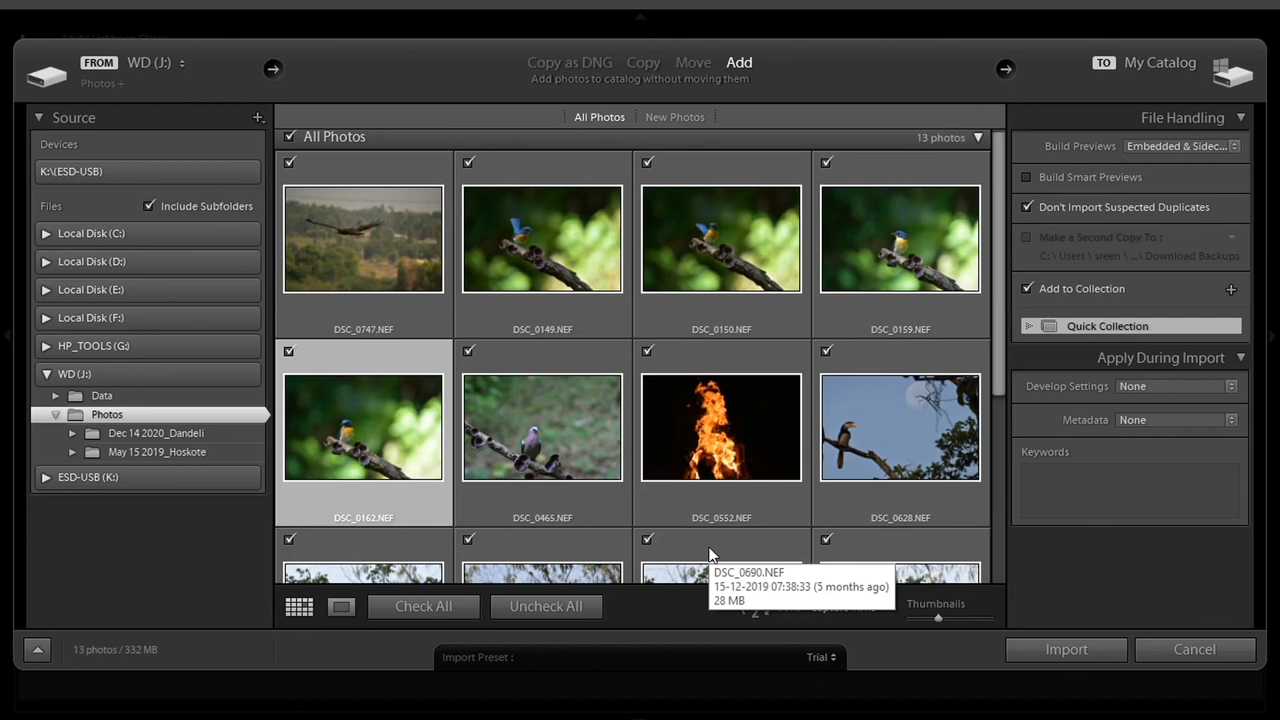 FROM WD (J:)
Photos +
Copy as DNG Copy Move Add
Add photos to catalog without moving them
TO My Catalog
Source
Devices
K:\(ESD-USB)
Files Include Subfolders
Local Disk (C:)
Local Disk (D:)
Local Disk (E:)
Local Disk (F:)
HP_TOOLS (G:)
WD (J:)
Data
Photos
Dec 14 2020_Dandeli
May 15 2019_Hoskote
ESD-USB (K:)
All Photos New Photos
All Photos 13 photos
DSC_0747.NEF DSC_0149.NEF DSC_0150.NEF DSC_0159.NEF
DSC_0162.NEF DSC_0465.NEF DSC_0552.NEF DSC_0628.NEF
DSC_0690.NEF
15-12-2019 07:38:33 (5 months ago)
28 MB
Check All Uncheck All Thumbnails
File Handling
Build Previews Embedded & Sidec...
Build Smart Previews
Don't Import Suspected Duplicates
Make a Second Copy To :
C: \ Users \ sreen \ ...\ Download Backups
Add to Collection
Quick Collection
Apply During Import
Develop Settings None
Metadata None
Keywords
13 photos / 332 MB
Import Preset : Trial
Import Cancel